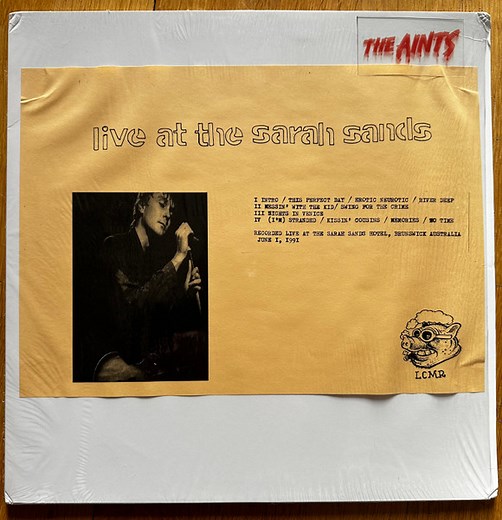 THE AINTS
live at the sarah sands
I INTRO / THIS PERFECT DAY / EROTIC NEUROTIC / RIVER DEEP
II MESSIN' WITH THE KID/ SWING FOR THE CRIME
III NIGHTS IN VENICE
IV (I'M) STRANDED / KISSIN' COUSINS / MEMORIES / NO TIME
RECORDED LIVE AT THE SARAH SANDS HOTEL, BRUNSWICK AUSTRALIA
JUNE 1, 1991
LCMR